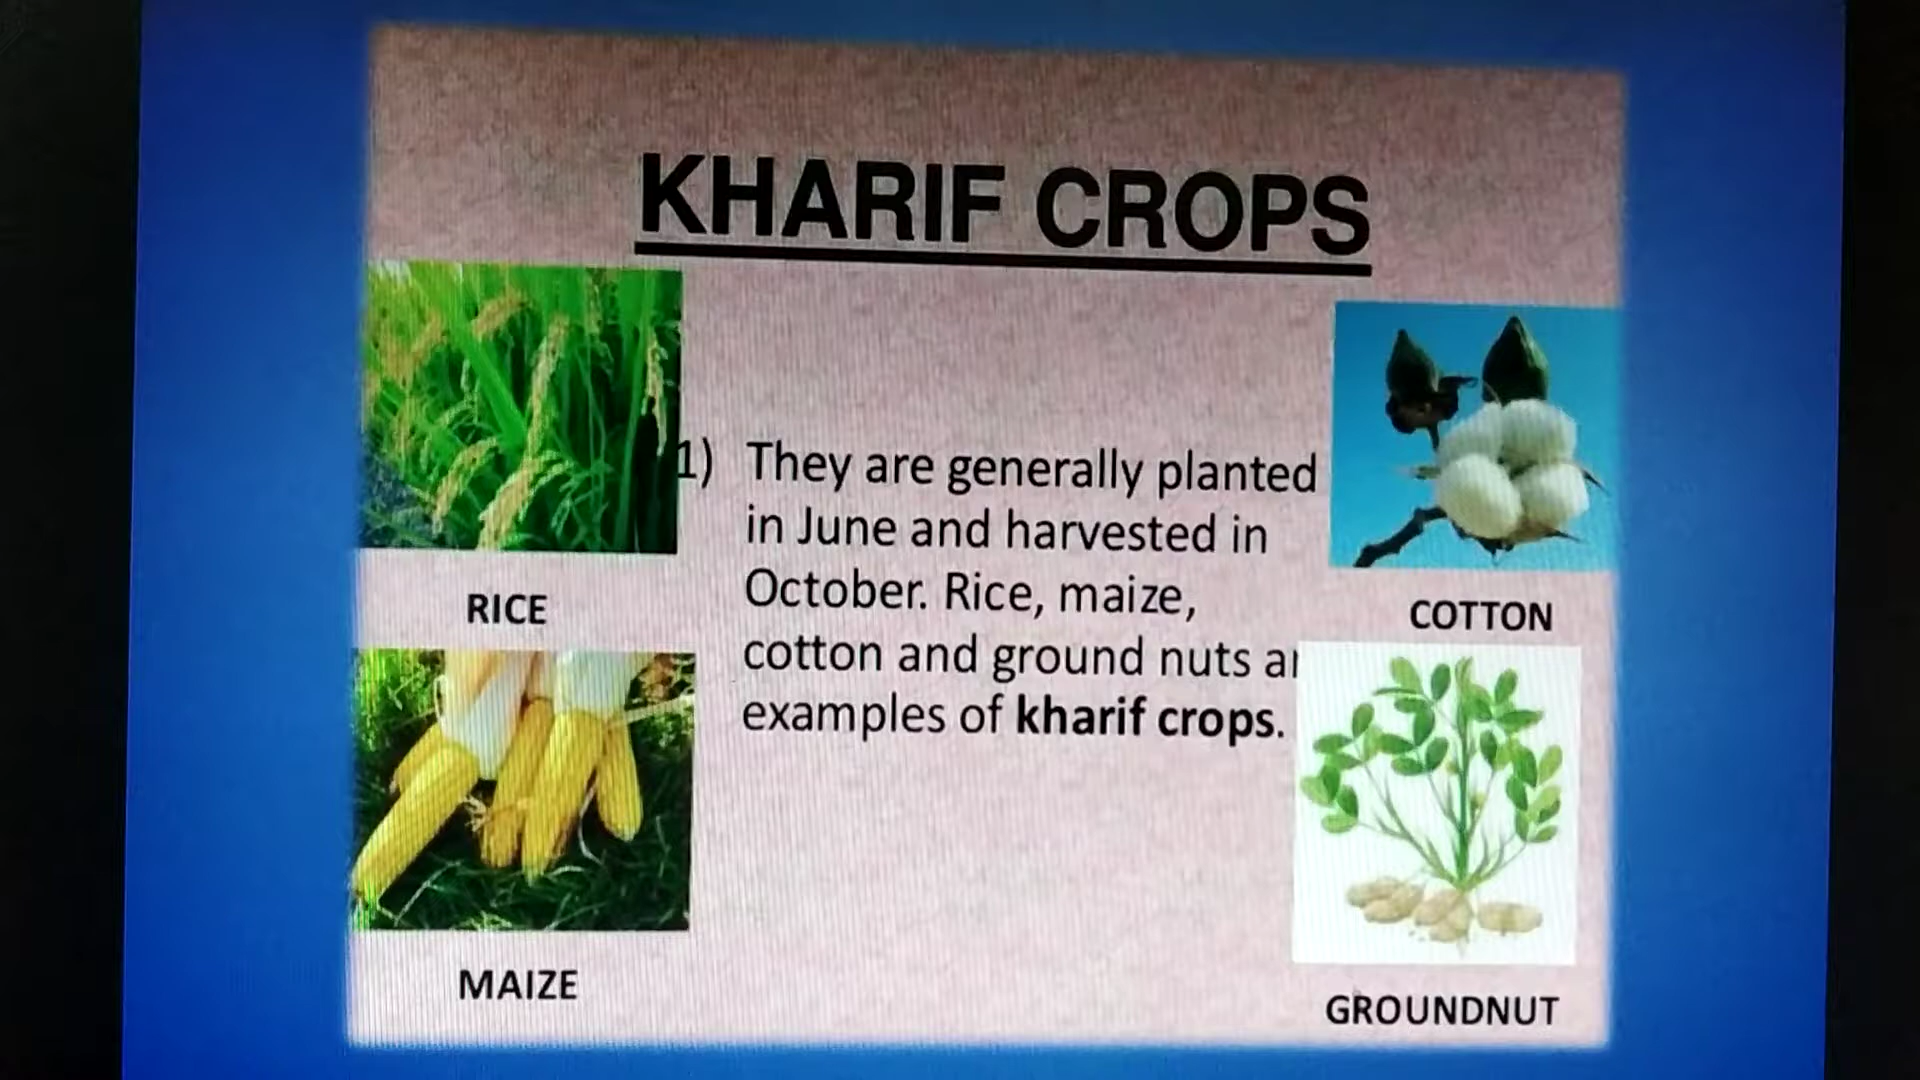 KHARIF CROPS
1) They are generally planted
in June and harvested in
October. Rice, maize,
cotton and ground nuts ar
examples of kharif crops.
RICE
COTTON
MAIZE
GROUNDNUT